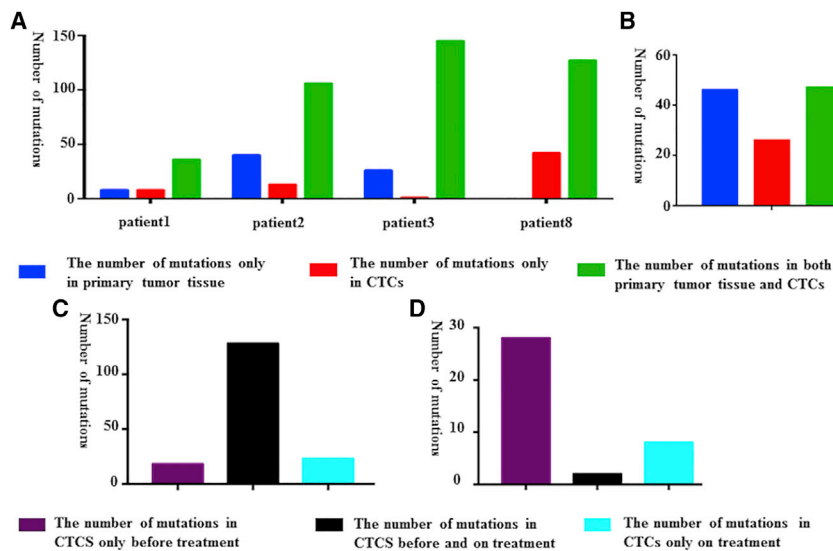 A
B
Number of mutations
150
100
50
0
patient1
patient2
patient3
patient8
Number of mutations
60
40
20
0
The number of mutations only
in primary tumor tissue
The number of mutations only
in CTCs
The number of mutations in both
primary tumor tissue and CTCs
C
D
Number of mutations
150
100
50
0
Number of mutations
30
20
10
0
The number of mutations in
CTCS only before treatment
The number of mutations in
CTCS before and on treatment
The number of mutations in
CTCs only on treatment